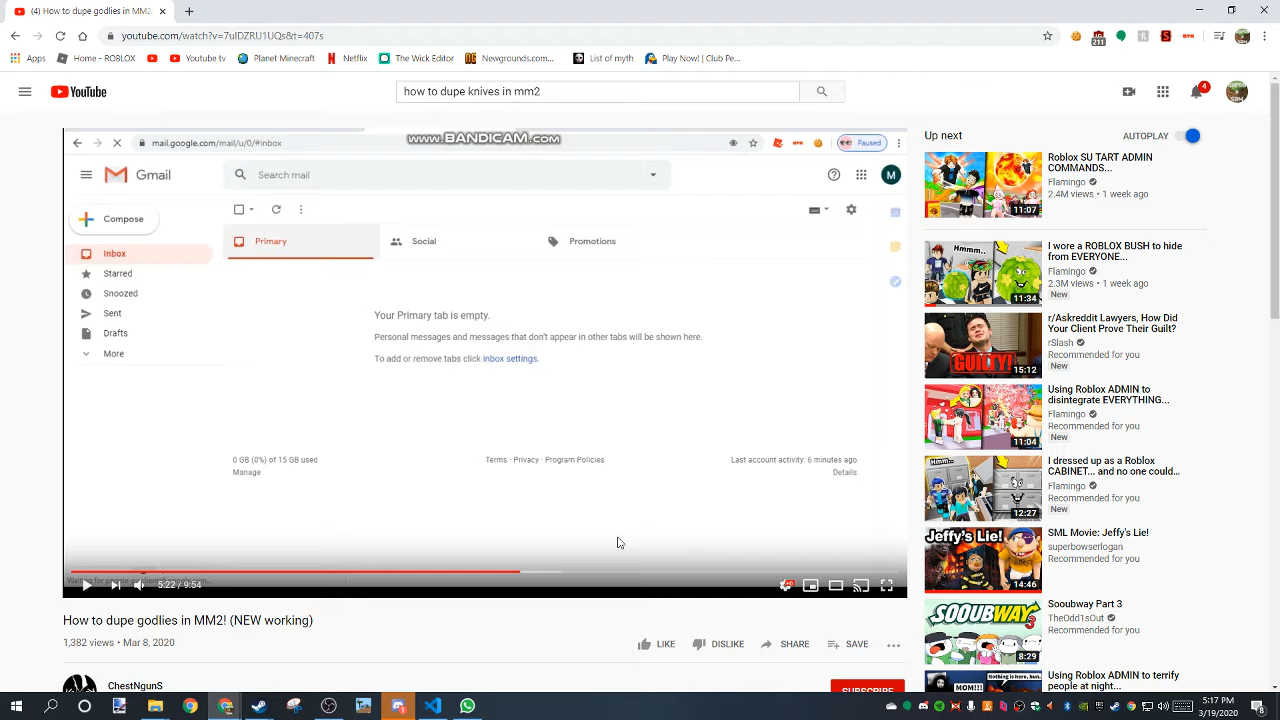 (4) How to dupe godlies in MM2!
youtube.com/watch?v=7uIDZRU1UQs&t=407s
211
Apps
Home - ROBLOX
Youtube tv
Planet Minecraft
Netflix
The Wick Editor
Newgrounds.com...
List of myth
Play Now! | Club Pe...
YouTube
how to dupe knives in mm2
4
www.BANDICAM.com
mail.google.com/mail/u/0/#inbox
Paused
Gmail
Search mail
M
Compose
Inbox
Starred
Snoozed
Sent
Drafts
More
Primary
Social
Promotions
Your Primary tab is empty.
Personal messages and messages that don't appear in other tabs will be shown here.
To add or remove tabs click inbox settings.
0 GB (0%) of 15 GB used
Manage
Terms · Privacy · Program Policies
Last account activity: 6 minutes ago
Details
5:22 / 9:54
How to dupe godlies in MM2! (NEW working)
1,382 views • Mar 8, 2020
LIKE
DISLIKE
SHARE
SAVE
ChestNgunS
SUBSCRIBE
Up next
AUTOPLAY
11:07
Roblox SU TART ADMIN
COMMANDS...
Flamingo
2.4M views • 1 week ago
Hmmm..
11:34
I wore a ROBLOX BUSH to hide
from EVERYONE...
Flamingo
2.3M views • 1 week ago
New
GUILTY!
15:12
r/Askreddit Lawyers, How Did
Your Client Prove Their Guilt?
rSlash
Recommended for you
New
11:04
Using Roblox ADMIN to
disintegrate EVERYTHING...
Flamingo
Recommended for you
New
Hmm...
12:27
I dressed up as a Roblox
CABINET... and no one could...
Flamingo
Recommended for you
New
Jeffy's Lie!
14:46
SML Movie: Jeffy's Lie!
superbowserlogan
Recommended for you
SOOUBWAY 3
8:29
Sooubway Part 3
TheOdd1sOut
Recommended for you
MOM!!!
Nothing is here, hun..
Using ROBLOX ADMIN to terrify
people at night...
5:17 PM
3/19/2020